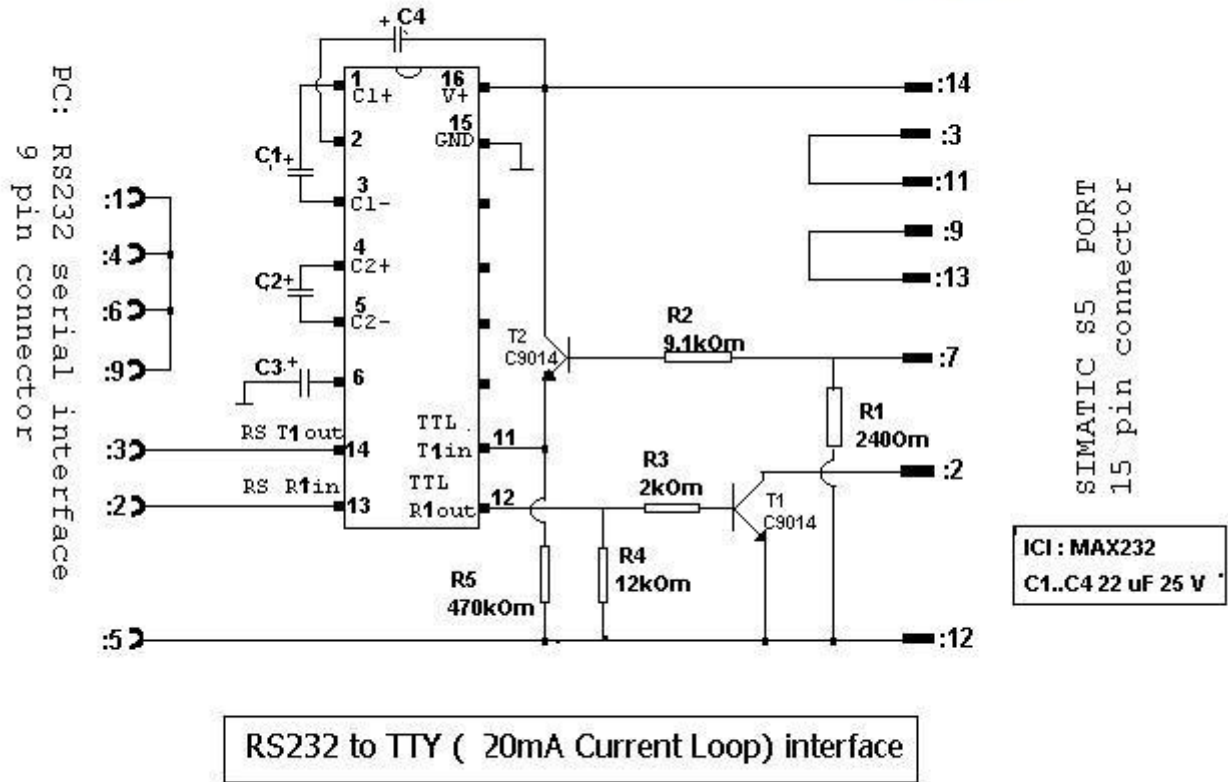 PC: RS232 serial interface
9 pin connector
:1
:4
:6
:9
:3
:2
:5
+ C4
C1+
C2+
C3+
1
C1+
2
3
C1-
4
C2+
5
C2-
6
RS T1out
14
RS R1in
13
16
V+
15
GND
TTL
T1in
11
TTL
R1out
12
T2
C9014
R2
9.1kOm
R3
2kOm
T1
C9014
R1
240Om
R5
470kOm
R4
12kOm
:14
:3
:11
:9
:13
:7
:2
:12
SIMATIC S5 PORT
15 pin connector
ICI : MAX232
C1..C4 22 uF 25 V
RS232 to TTY ( 20mA Current Loop) interface